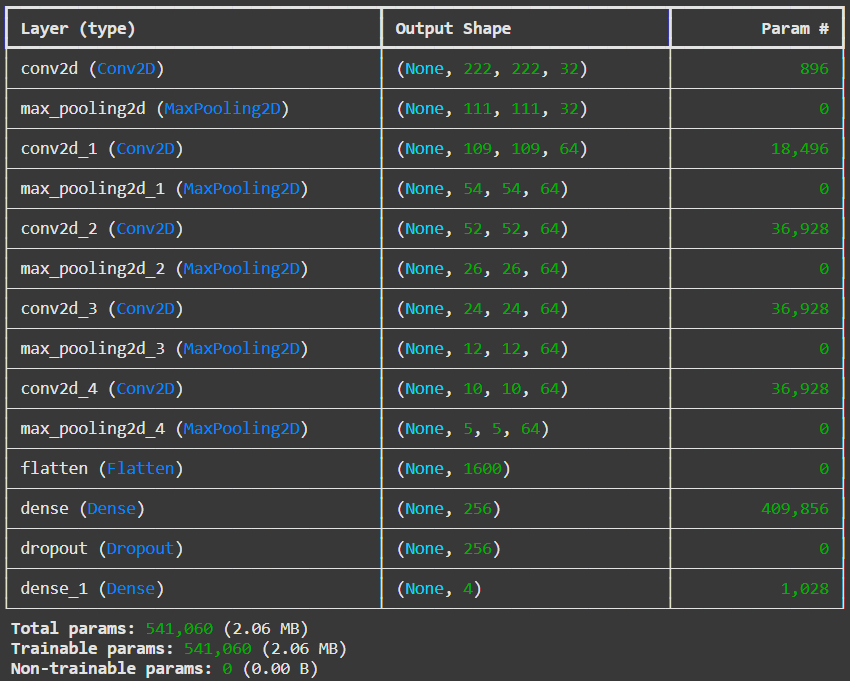 Layer (type) Output Shape Param #
conv2d (Conv2D) (None, 222, 222, 32) 896
max_pooling2d (MaxPooling2D) (None, 111, 111, 32) 0
conv2d_1 (Conv2D) (None, 109, 109, 64) 18,496
max_pooling2d_1 (MaxPooling2D) (None, 54, 54, 64) 0
conv2d_2 (Conv2D) (None, 52, 52, 64) 36,928
max_pooling2d_2 (MaxPooling2D) (None, 26, 26, 64) 0
conv2d_3 (Conv2D) (None, 24, 24, 64) 36,928
max_pooling2d_3 (MaxPooling2D) (None, 12, 12, 64) 0
conv2d_4 (Conv2D) (None, 10, 10, 64) 36,928
max_pooling2d_4 (MaxPooling2D) (None, 5, 5, 64) 0
flatten (Flatten) (None, 1600) 0
dense (Dense) (None, 256) 409,856
dropout (Dropout) (None, 256) 0
dense_1 (Dense) (None, 4) 1,028
Total params: 541,060 (2.06 MB)
Trainable params: 541,060 (2.06 MB)
Non-trainable params: 0 (0.00 B)